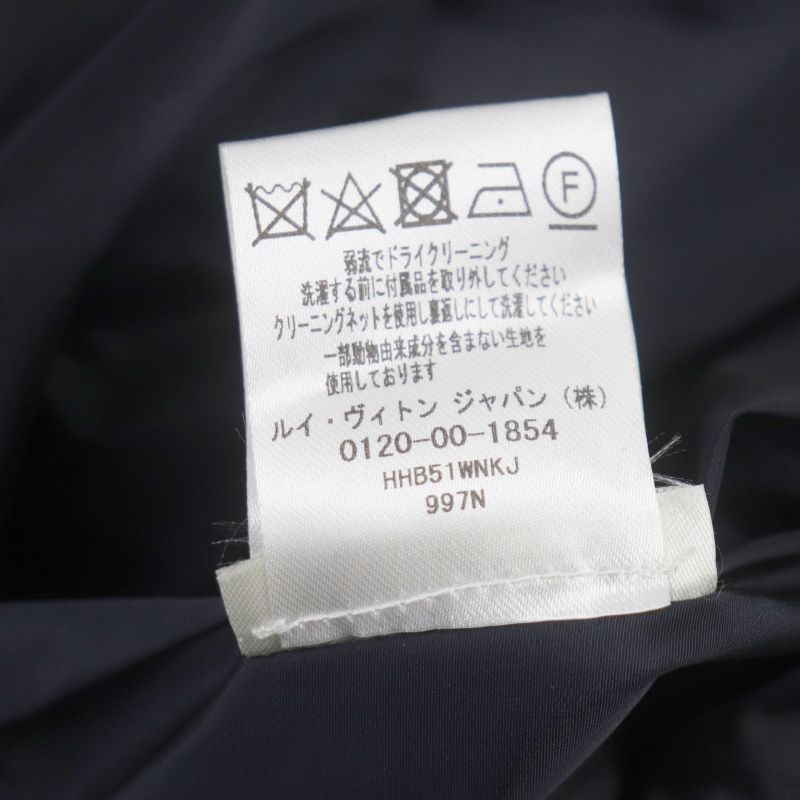 F
弱流でドライクリーニング
洗濯する前に付属品を取り外してください
クリーニングネットを使用し裏返しにして洗濯してください
一部動物由来成分を含まない生地を
使用しております
ルイ・ヴィトン ジャパン（株）
0120-00-1854
HHB51WNKJ
997N